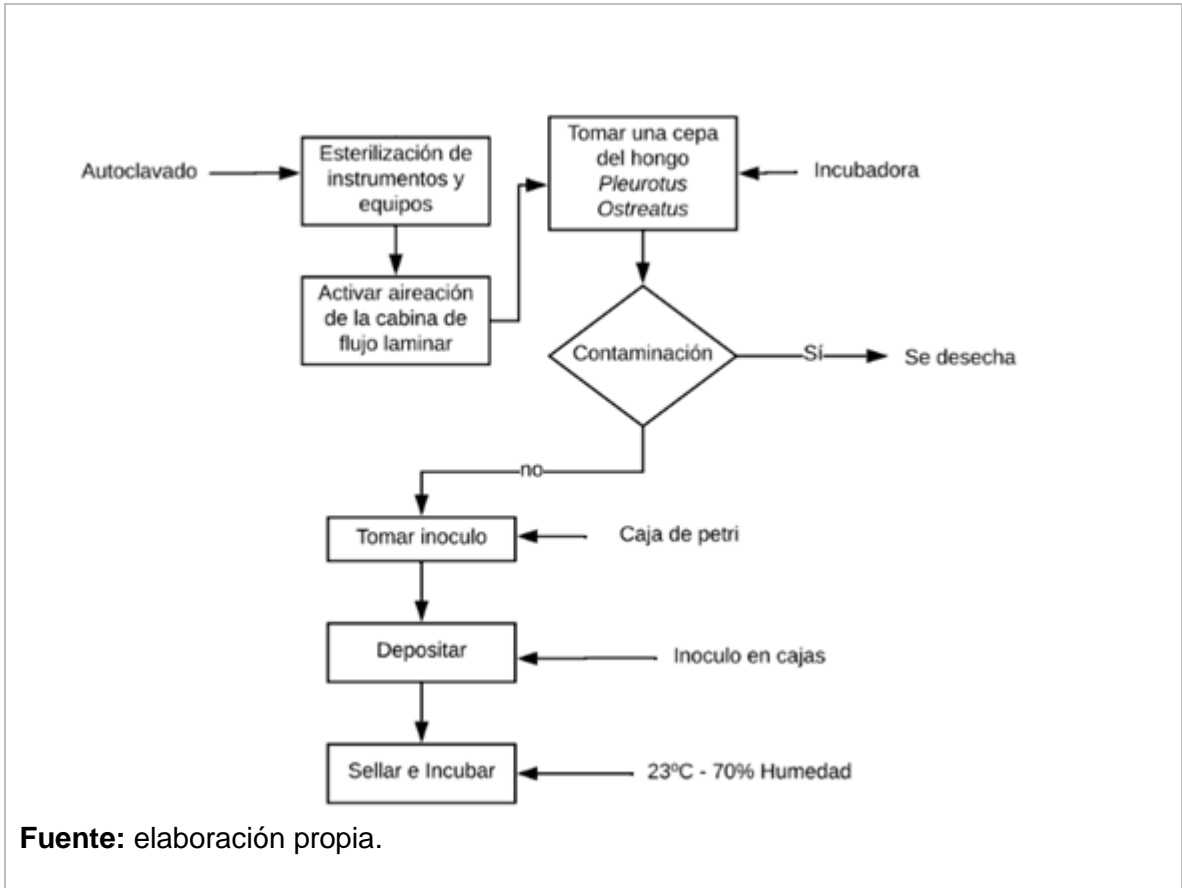 Autoclavado
Esterilización de
instrumentos y
equipos
Activar aireación
de la cabina de
flujo laminar
Tomar una cepa
del hongo
Pleurotus
Ostreatus
Incubadora
Contaminación
Sí
Se desecha
no
Tomar inoculo
Caja de petri
Depositar
Inoculo en cajas
Sellar e Incubar
23ºC - 70% Humedad
Fuente: elaboración propia.